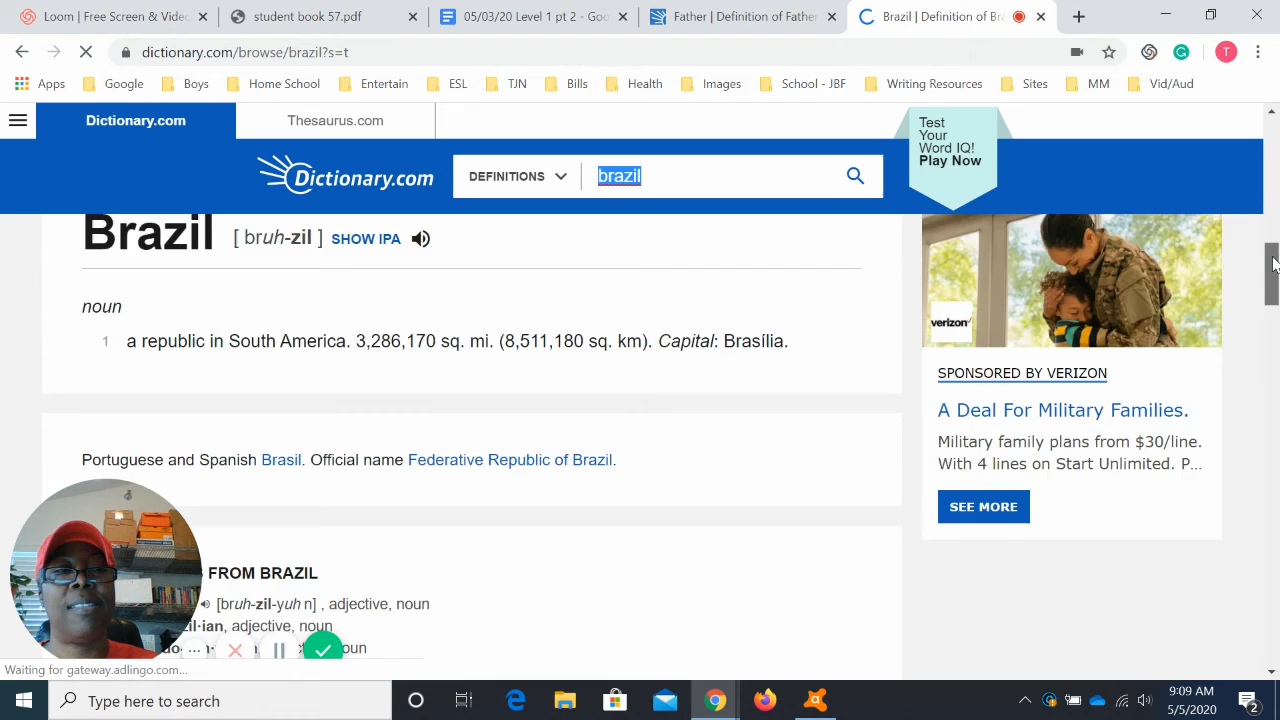 Loom | Free Screen & Video
student book 57.pdf
05/03/20 Level 1 pt 2 - Goo
Father | Definition of Father
Brazil | Definition of Bra
dictionary.com/browse/brazil?s=t
T
Apps Google Boys Home School Entertain ESL TJN Bills Health Images School - JBF Writing Resources Sites MM Vid/Aud
Dictionary.com
Thesaurus.com
Test
Your
Word IQ!
Play Now
Dictionary.com
DEFINITIONS
brazil
Brazil [ bruh-zil ] SHOW IPA
noun
1 a republic in South America. 3,286,170 sq. mi. (8,511,180 sq. km). Capital: Brasília.
Portuguese and Spanish Brasil. Official name Federative Republic of Brazil.
FROM BRAZIL
[bruh-zil-yuh n] , adjective, noun
zil·ian, adjective, noun
noun
verizon
SPONSORED BY VERIZON
A Deal For Military Families.
Military family plans from $30/line.
With 4 lines on Start Unlimited. P...
SEE MORE
Waiting for gateway.adlingo.com...
Type here to search
9:09 AM
5/5/2020
2